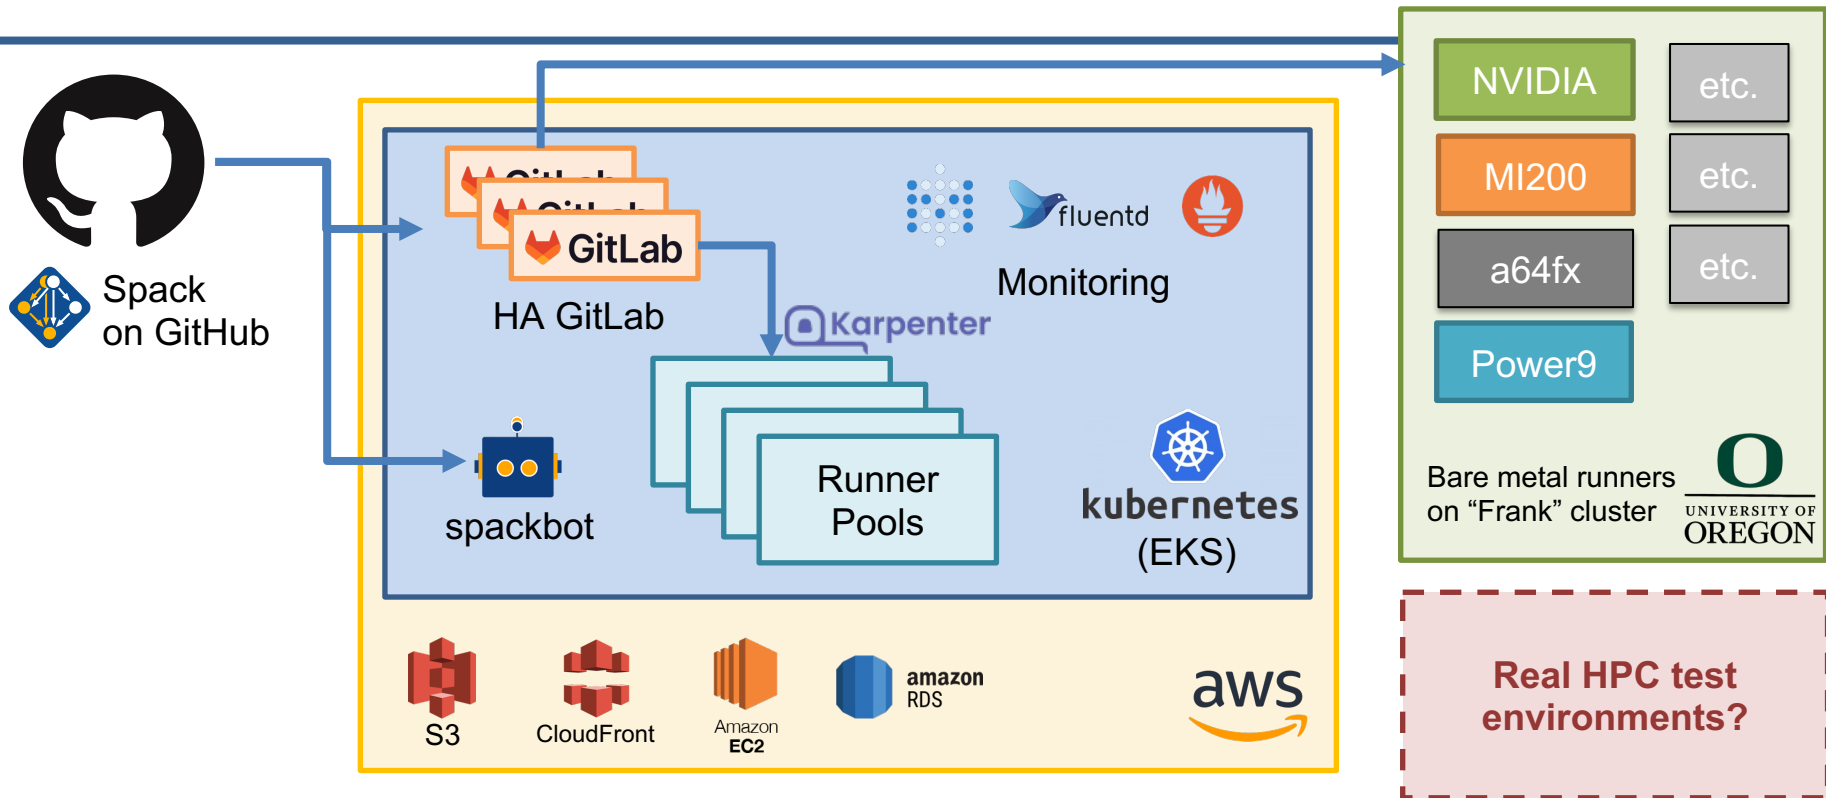 Spack
on GitHub
GitLab
GitLab
GitLab
HA GitLab
fluentd
Monitoring
Karpenter
Runner
Pools
spackbot
kubernetes
(EKS)
S3
CloudFront
Amazon
EC2
amazon
RDS
aws
NVIDIA
etc.
MI200
etc.
a64fx
etc.
Power9
Bare metal runners
on “Frank” cluster
O
UNIVERSITY OF
OREGON
Real HPC test
environments?